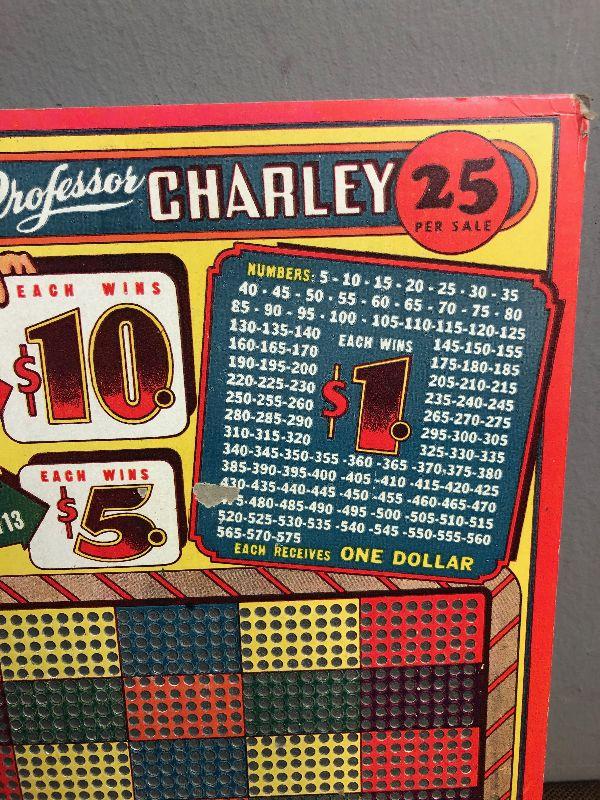 Professor CHARLEY 25
PER SALE
EACH WINS
$10.
EACH WINS
$5.
113
NUMBERS: 5 - 10 - 15 - 20 - 25 - 30 - 35
40 - 45 - 50 - 55 - 60 - 65 - 70 - 75 - 80
85 - 90 - 95 - 100 - 105-110-115-120-125
130-135-140 EACH WINS 145-150-155
160-165-170 $1. 175-180-185
190-195-200 205-210-215
220-225-230 235-240-245
250-255-260 265-270-275
280-285-290 295-300-305
310-315-320 325-330-335
340-345-350-355-360-365-370-375-380
385-390-395-400-405-410-415-420-425
430-435-440-445-450-455-460-465-470
475-480-485-490-495-500-505-510-515
520-525-530-535-540-545-550-555-560
565-570-575
EACH RECEIVES ONE DOLLAR